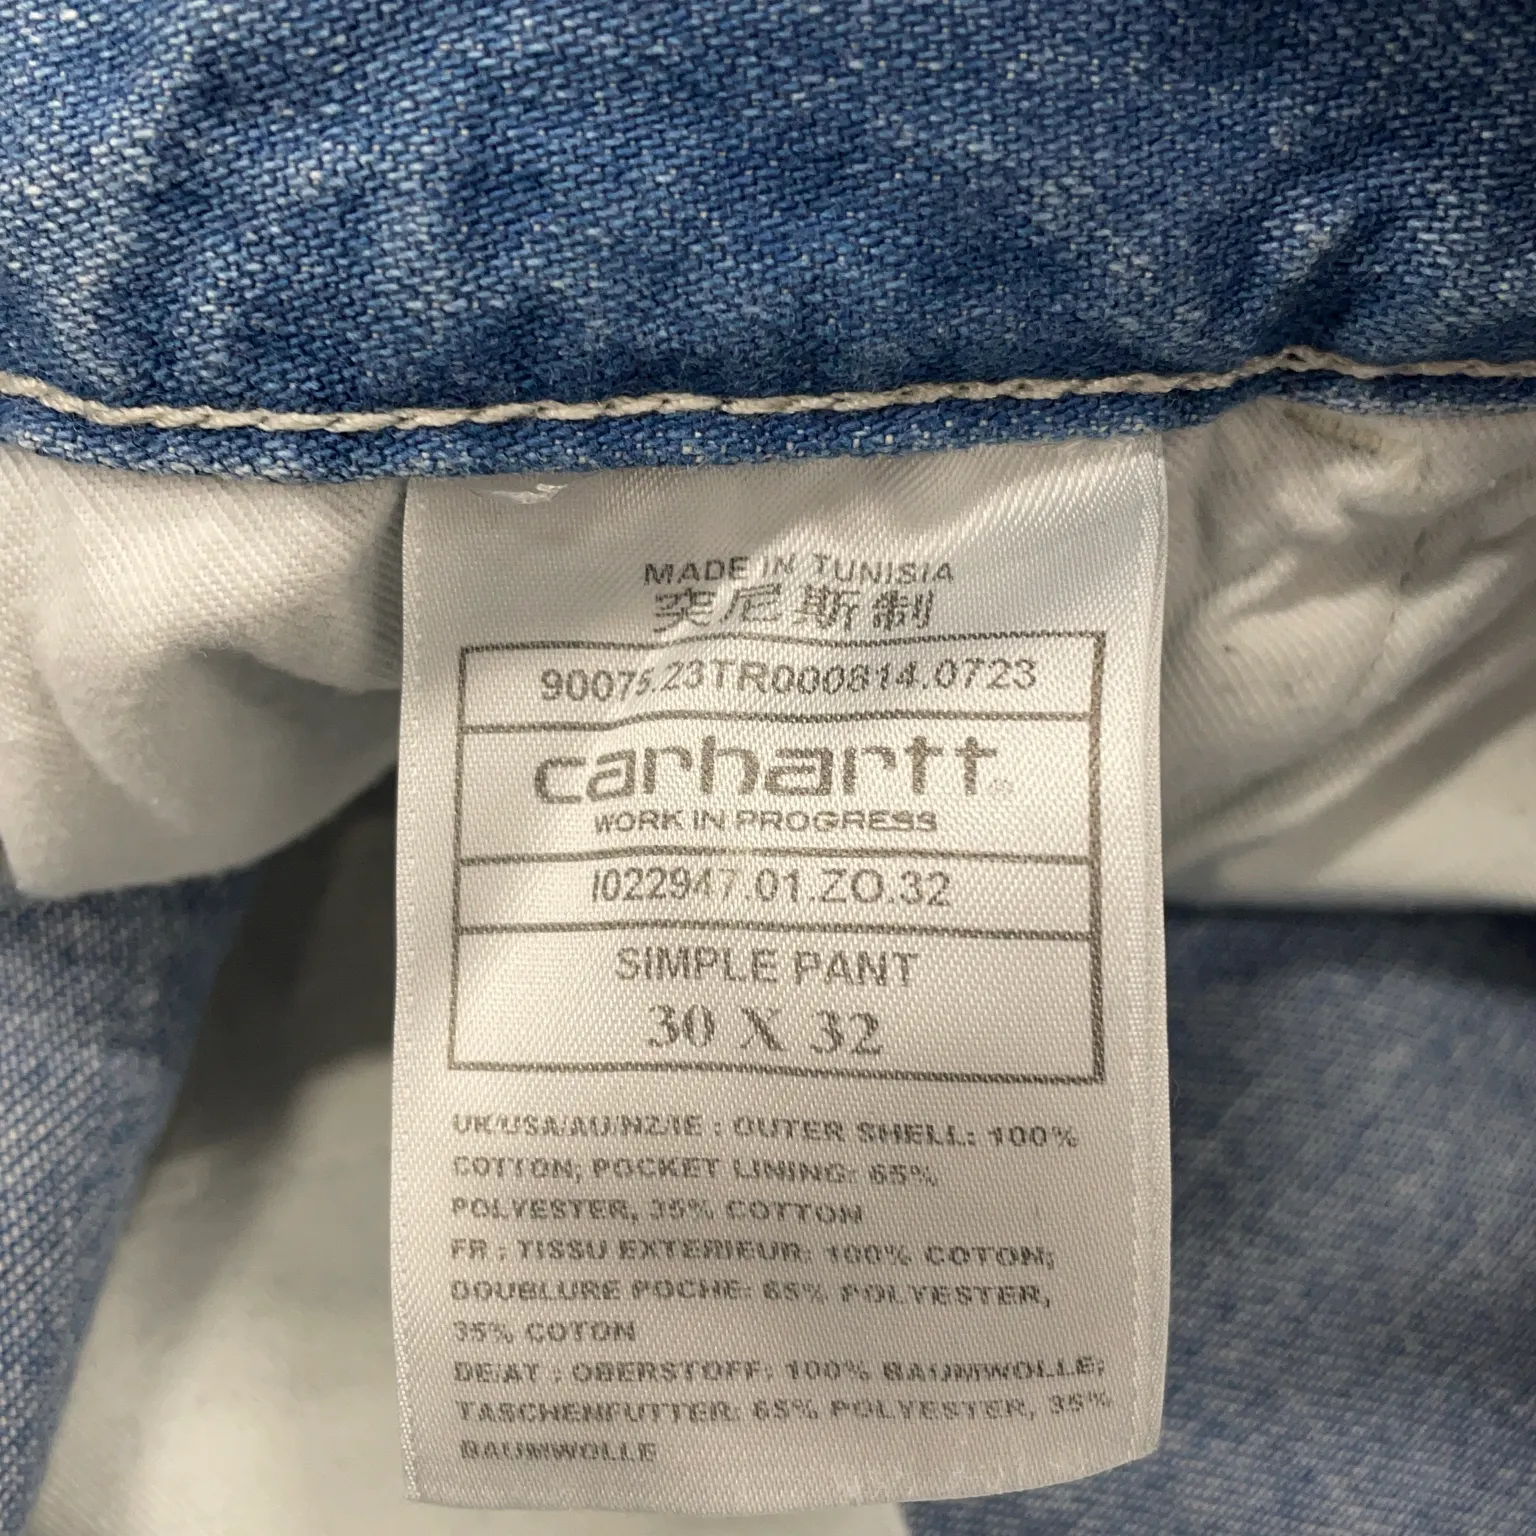 MADE IN TUNISIA
突尼斯制
90075.23TR000814.0723
carhartt
WORK IN PROGRESS
I022947.01.ZO.32
SIMPLE PANT
30 X 32
UK/USA/AU/NZ/IE : OUTER SHELL: 100%
COTTON; POCKET LINING: 65%
POLYESTER, 35% COTTON
FR : TISSU EXTERIEUR: 100% COTON;
DOUBLURE POCHE: 65% POLYESTER,
35% COTON
DE/AT : OBERSTOFF: 100% BAUMWOLLE;
TASCHENFUTTER: 65% POLYESTER, 35%
BAUMWOLLE